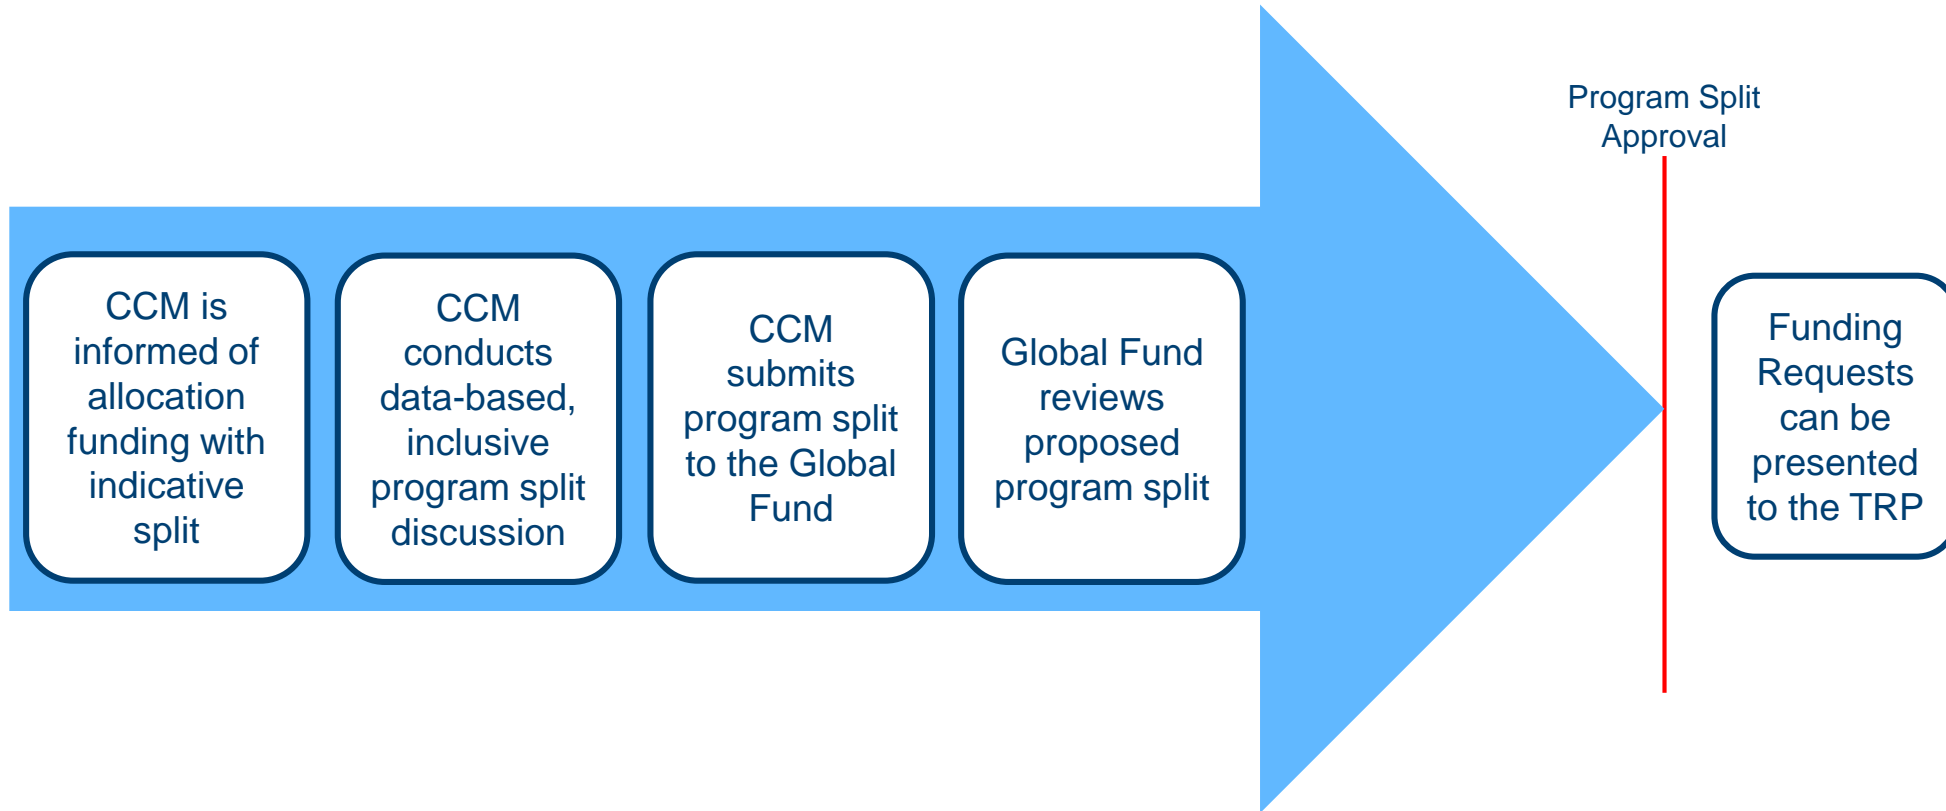 CCM is
informed of
allocation
funding with
indicative
split
CCM
conducts
data-based,
inclusive
program split
discussion
CCM
submits
program split
to the Global
Fund
Global Fund
reviews
proposed
program split
Program Split
Approval
Funding
Requests
can be
presented
to the TRP